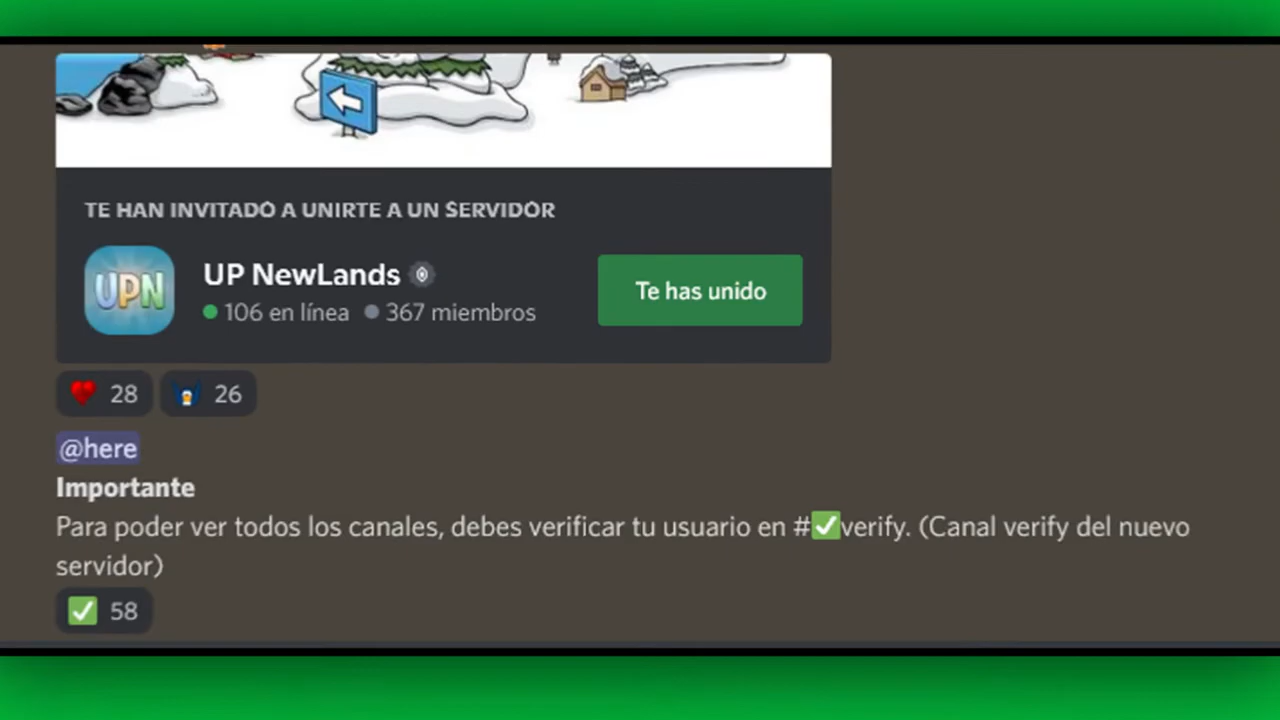 TE HAN INVITADO A UNIRTE A UN SERVIDOR
UPN
UP NewLands
106 en línea 367 miembros
Te has unido
28 26
@here
Importante
Para poder ver todos los canales, debes verificar tu usuario en #✅verify. (Canal verify del nuevo
servidor)
✅ 58